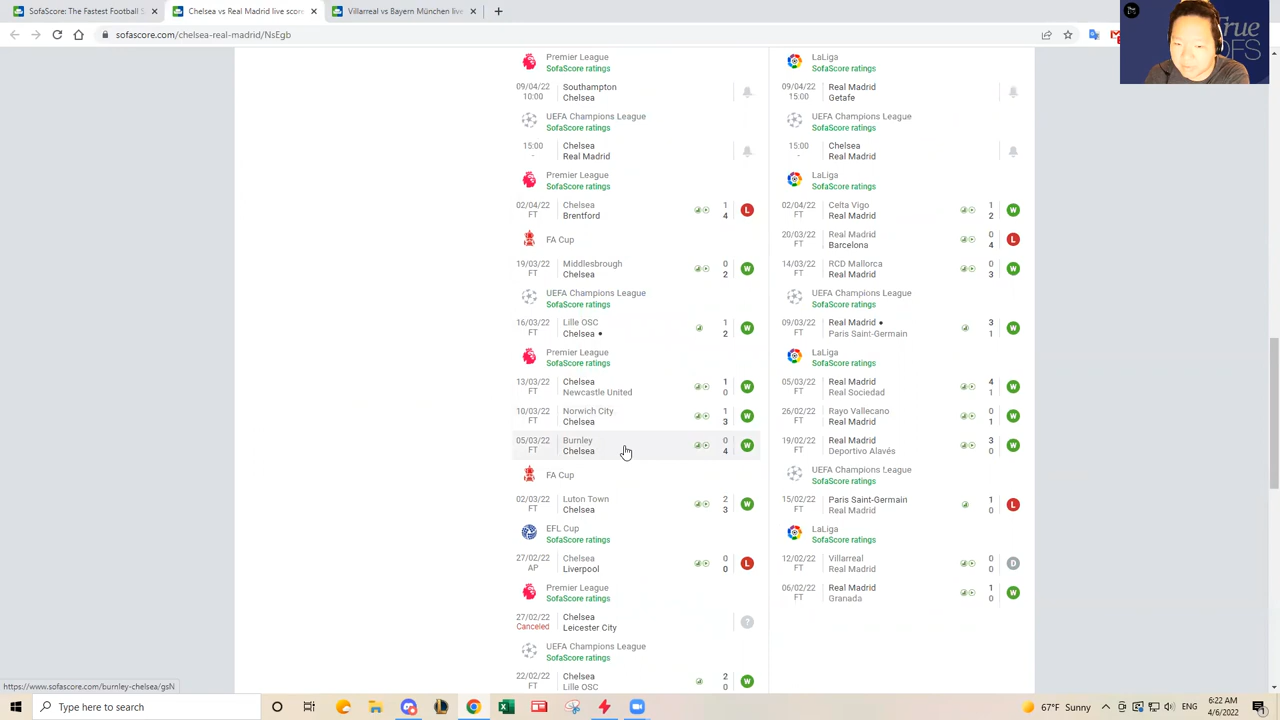 SofaScore: The Fastest Football S
Chelsea vs Real Madrid live score
Villarreal vs Bayern München live
sofascore.com/chelsea-real-madrid/NsEgb
True
DFS
Premier League
SofaScore ratings
09/04/22 Southampton
10:00 Chelsea
UEFA Champions League
SofaScore ratings
15:00 Chelsea
- Real Madrid
Premier League
SofaScore ratings
02/04/22 Chelsea 1
FT Brentford 4 L
FA Cup
19/03/22 Middlesbrough 0
FT Chelsea 2 W
UEFA Champions League
SofaScore ratings
16/03/22 Lille OSC 1
FT Chelsea • 2 W
Premier League
SofaScore ratings
13/03/22 Chelsea 1
FT Newcastle United 0 W
10/03/22 Norwich City 1
FT Chelsea 3 W
05/03/22 Burnley 0
FT Chelsea 4 W
FA Cup
02/03/22 Luton Town 2
FT Chelsea 3 W
EFL Cup
SofaScore ratings
27/02/22 Chelsea 0
AP Liverpool 0 L
Premier League
SofaScore ratings
27/02/22 Chelsea
Canceled Leicester City ?
UEFA Champions League
SofaScore ratings
22/02/22 Chelsea 2
FT Lille OSC 0
LaLiga
SofaScore ratings
09/04/22 Real Madrid
15:00 Getafe
UEFA Champions League
SofaScore ratings
15:00 Chelsea
- Real Madrid
LaLiga
SofaScore ratings
02/04/22 Celta Vigo 1
FT Real Madrid 2 W
20/03/22 Real Madrid 0
FT Barcelona 4 L
14/03/22 RCD Mallorca 0
FT Real Madrid 3 W
UEFA Champions League
SofaScore ratings
09/03/22 Real Madrid • 3
FT Paris Saint-Germain 1 W
LaLiga
SofaScore ratings
05/03/22 Real Madrid 4
FT Real Sociedad 1 W
26/02/22 Rayo Vallecano 0
FT Real Madrid 1 W
19/02/22 Real Madrid 3
FT Deportivo Alavés 0 W
UEFA Champions League
SofaScore ratings
15/02/22 Paris Saint-Germain 1
FT Real Madrid 0 L
LaLiga
SofaScore ratings
12/02/22 Villarreal 0
FT Real Madrid 0 D
06/02/22 Real Madrid 1
FT Granada 0 W
https://www.sofascore.com/burnley-chelsea/gsN
Type here to search
67°F Sunny
ENG
6:22 AM
4/6/2022